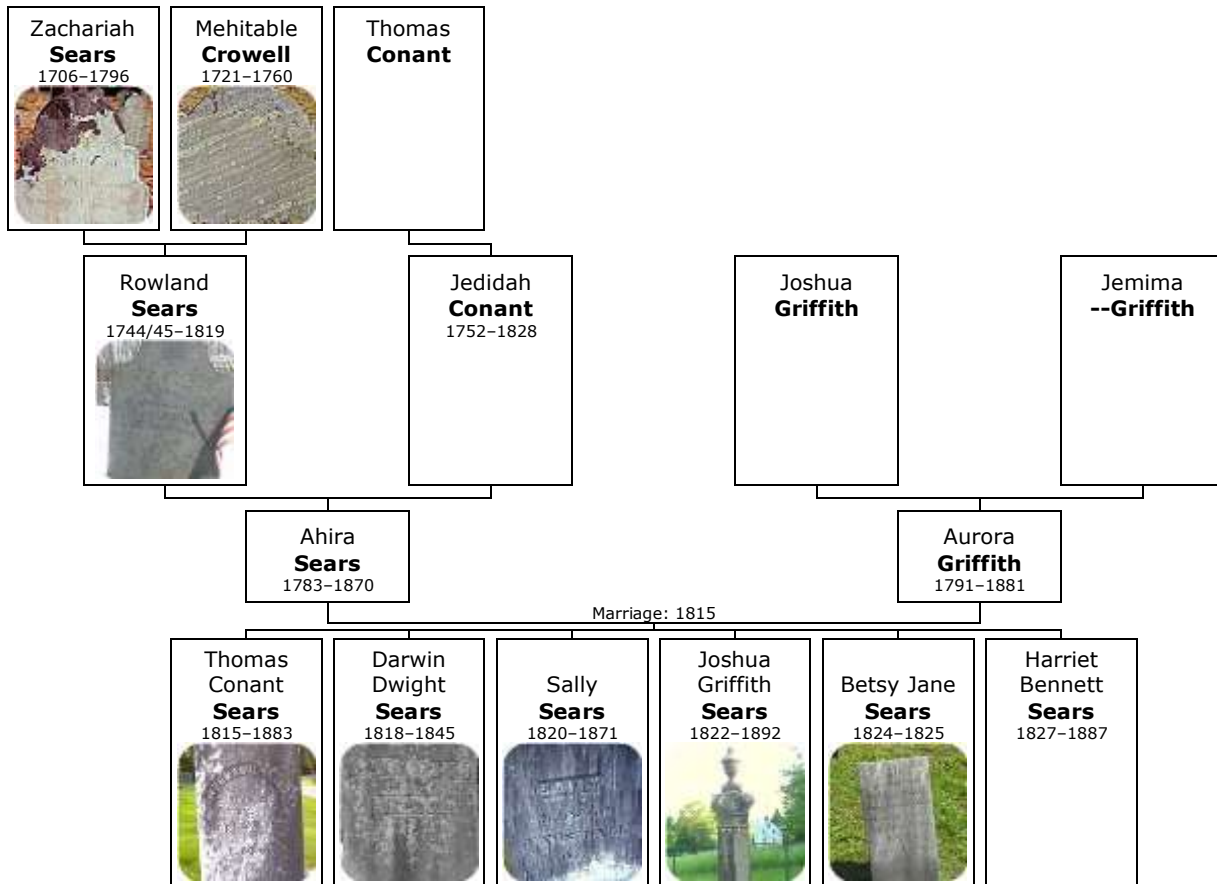 Zachariah
Sears
1706–1796
Mehitable
Crowell
1721–1760
Thomas
Conant
Rowland
Sears
1744/45–1819
Jedidah
Conant
1752–1828
Joshua
Griffith
Jemima
--Griffith
Ahira
Sears
1783–1870
Aurora
Griffith
1791–1881
Marriage: 1815
Thomas
Conant
Sears
1815–1883
Darwin
Dwight
Sears
1818–1845
Sally
Sears
1820–1871
Joshua
Griffith
Sears
1822–1892
Betsy Jane
Sears
1824–1825
Harriet
Bennett
Sears
1827–1887